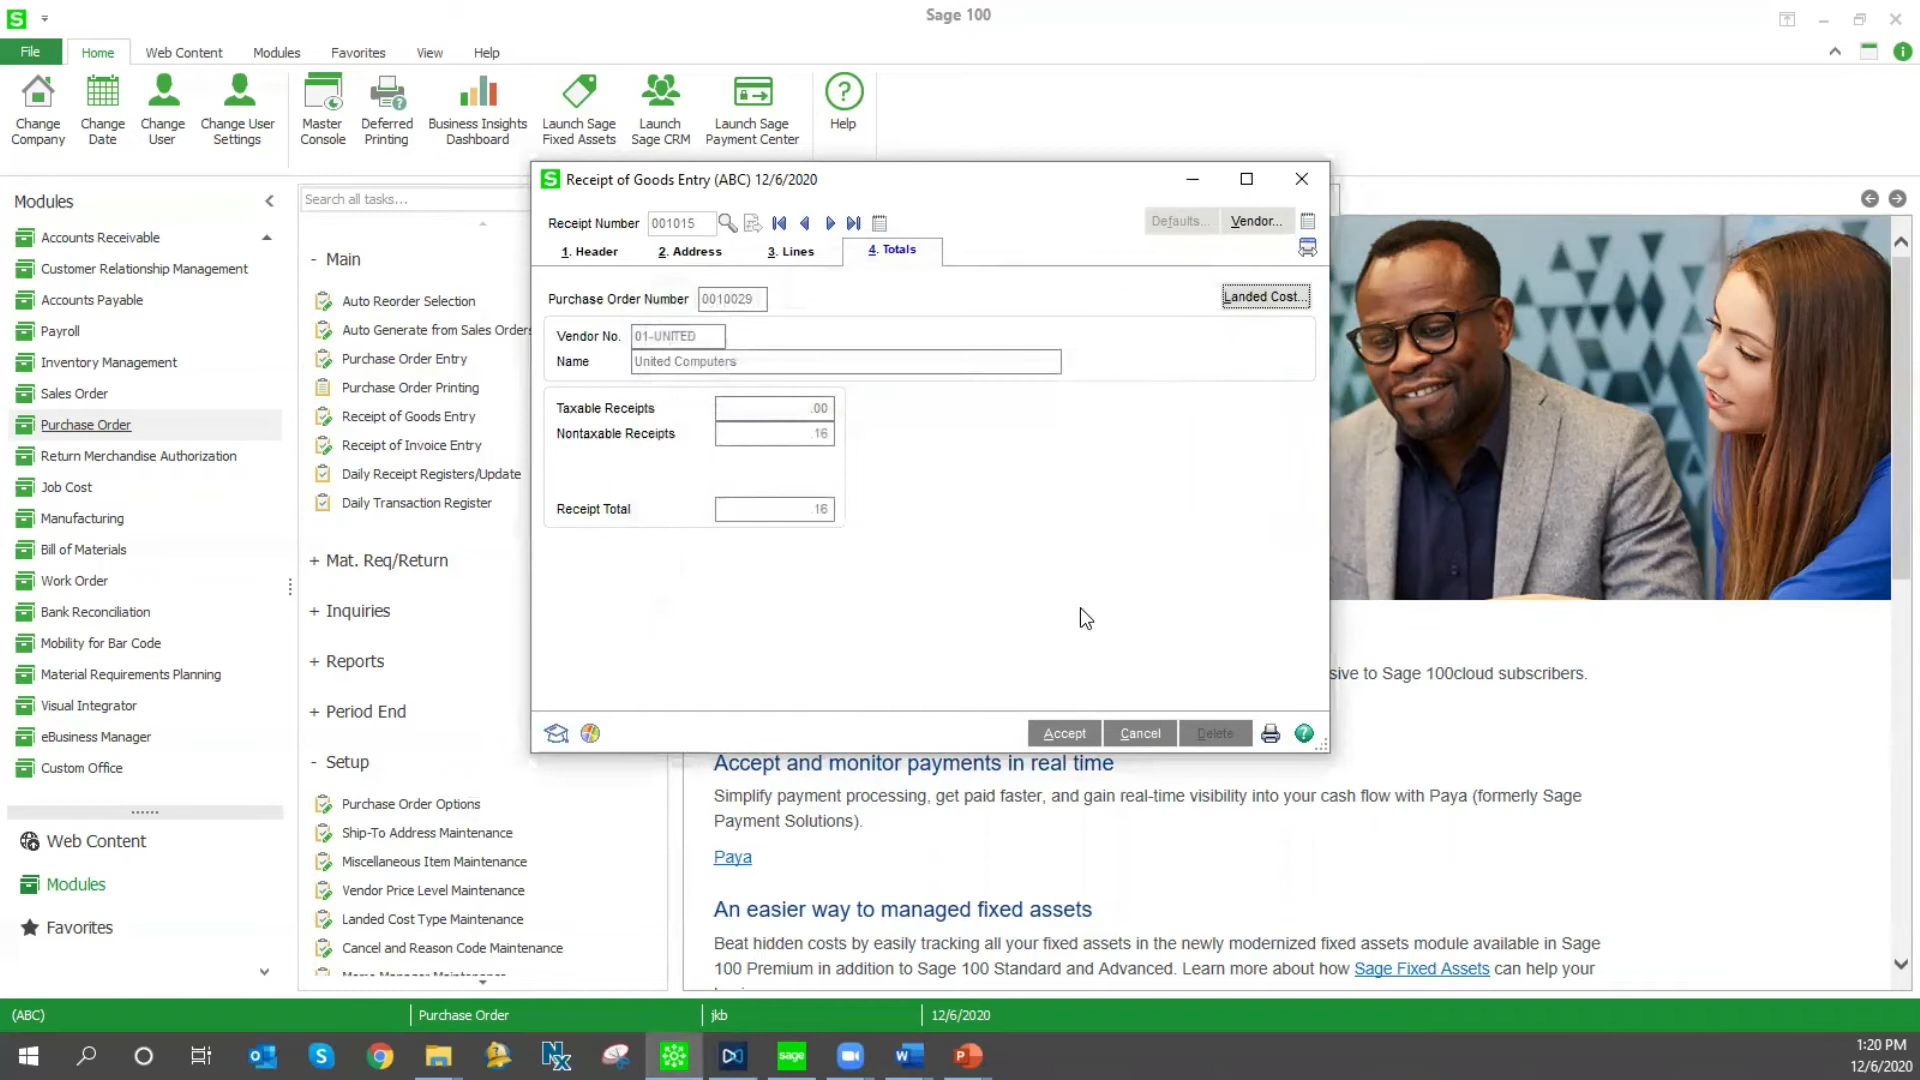 Sage 100
File
Home
Web Content
Modules
Favorites
View
Help
Change
Company
Change
Date
Change
User
Change User
Settings
Master
Console
Deferred
Printing
Business Insights
Dashboard
Launch Sage
Fixed Assets
Launch
Sage CRM
Launch Sage
Payment Center
Help
Modules
Accounts Receivable
Customer Relationship Management
Accounts Payable
Payroll
Inventory Management
Sales Order
Purchase Order
Return Merchandise Authorization
Job Cost
Manufacturing
Bill of Materials
Work Order
Bank Reconciliation
Mobility for Bar Code
Material Requirements Planning
Visual Integrator
eBusiness Manager
Custom Office
Web Content
Modules
Favorites
Search all tasks...
- Main
Auto Reorder Selection
Auto Generate from Sales Orders
Purchase Order Entry
Purchase Order Printing
Receipt of Goods Entry
Receipt of Invoice Entry
Daily Receipt Registers/Update
Daily Transaction Register
+ Mat. Req/Return
+ Inquiries
+ Reports
+ Period End
- Setup
Purchase Order Options
Ship-To Address Maintenance
Miscellaneous Item Maintenance
Vendor Price Level Maintenance
Landed Cost Type Maintenance
Cancel and Reason Code Maintenance
Receipt of Goods Entry (ABC) 12/6/2020
Receipt Number 001015
Defaults...
Vendor...
1. Header
2. Address
3. Lines
4. Totals
Purchase Order Number 0010029
Landed Cost...
Vendor No. 01-UNITED
Name United Computers
Taxable Receipts .00
Nontaxable Receipts .16
Receipt Total .16
Accept
Cancel
Delete
sive to Sage 100cloud subscribers.
Accept and monitor payments in real time
Simplify payment processing, get paid faster, and gain real-time visibility into your cash flow with Paya (formerly Sage
Payment Solutions).
Paya
An easier way to managed fixed assets
Beat hidden costs by easily tracking all your fixed assets in the newly modernized fixed assets module available in Sage
100 Premium in addition to Sage 100 Standard and Advanced. Learn more about how Sage Fixed Assets can help your
(ABC)
Purchase Order
jkb
12/6/2020
sage
1:20 PM
12/6/2020